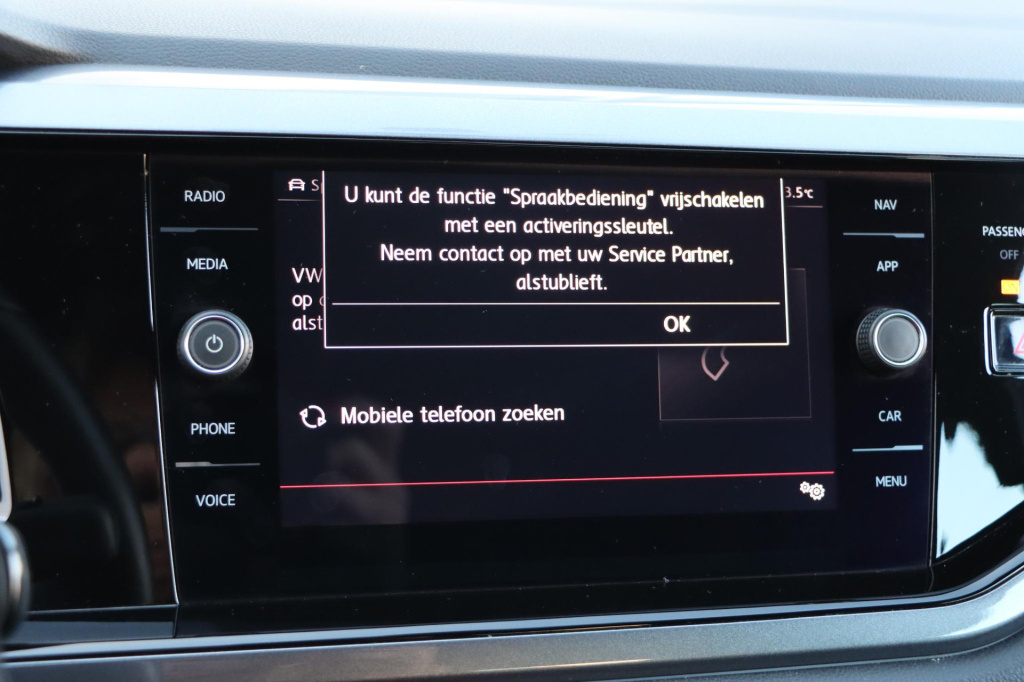 RADIO
MEDIA
PHONE
VOICE
S
3.5°C
U kunt de functie "Spraakbediening" vrijschakelen
met een activeringssleutel.
Neem contact op met uw Service Partner,
alstublieft.
OK
VW
op
alst
Mobiele telefoon zoeken
NAV
APP
CAR
MENU
PASSENG
OFF